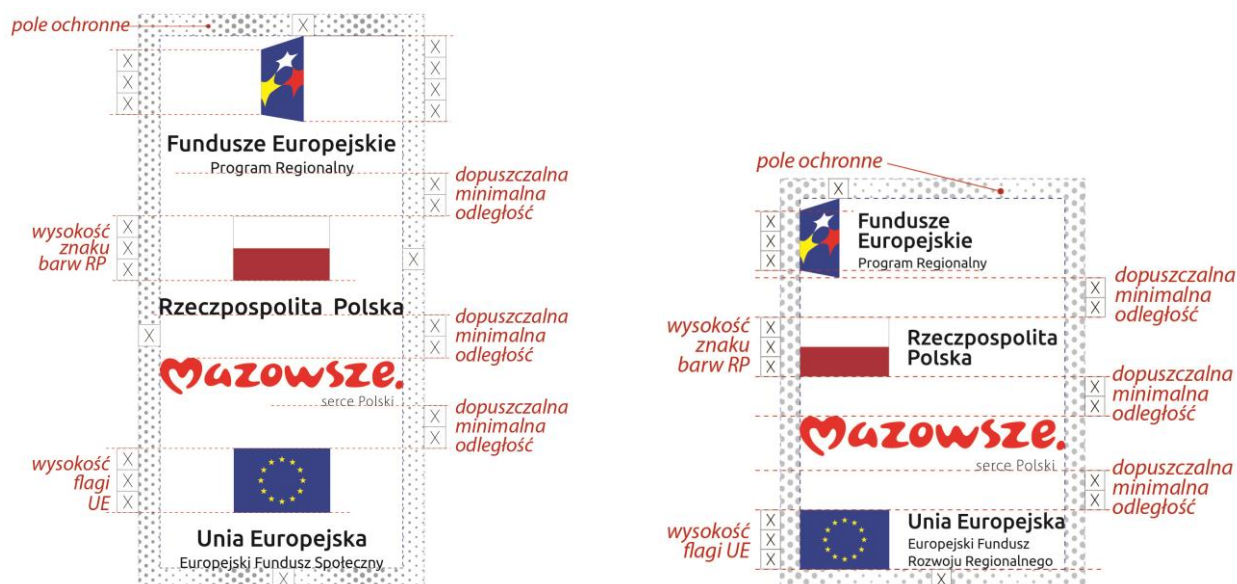 pole ochronne
X
X
X
X
X
X
X
X
Fundusze Europejskie
Program Regionalny
dopuszczalna
minimalna
odległość
X
X
wysokość
znaku
barw RP
X
X
X
X
Rzeczpospolita Polska
X
dopuszczalna
minimalna
odległość
X
X
mazowsze.
serce Polski
dopuszczalna
minimalna
odległość
X
X
wysokość
flagi
UE
X
X
X
Unia Europejska
Europejski Fundusz Społeczny
X
pole ochronne
X
X
X
X
Fundusze
Europejskie
Program Regionalny
dopuszczalna
minimalna
odległość
X
X
wysokość
znaku
barw RP
X
X
X
Rzeczpospolita
Polska
dopuszczalna
minimalna
odległość
X
X
mazowsze.
serce Polski
dopuszczalna
minimalna
odległość
X
X
wysokość
flagi UE
X
X
X
Unia Europejska
Europejski Fundusz
Rozwoju Regionalnego
X